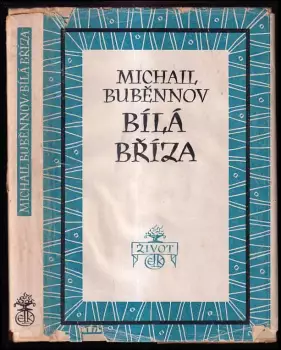 MICHAIL BUBĚNNOV: BÍLÁ BŘÍZA
MICHAIL
BUBĚNNOV
BÍLÁ
BŘÍZA
ŽIVOT